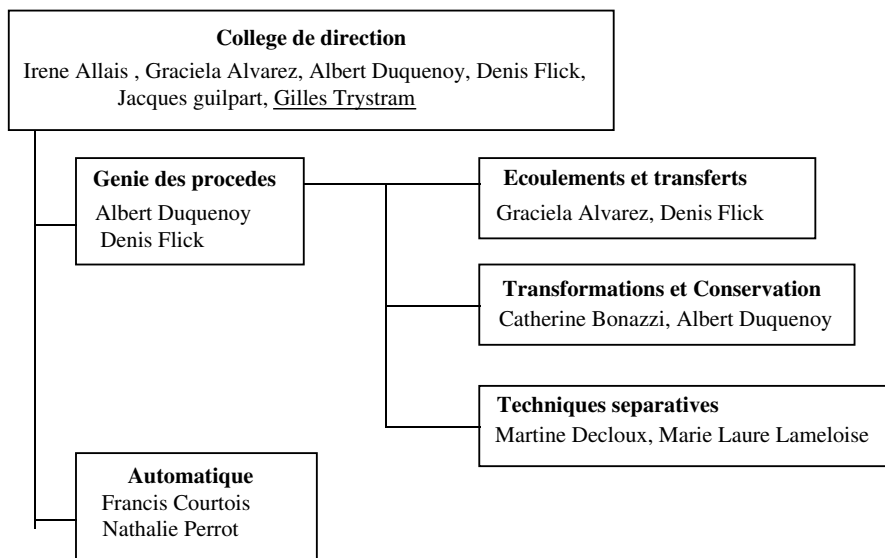 College de direction
Irene Allais , Graciela Alvarez, Albert Duquenoy, Denis Flick,
Jacques guilpart, Gilles Trystram
Genie des procedes
Albert Duquenoy
Denis Flick
Ecoulements et transferts
Graciela Alvarez, Denis Flick
Transformations et Conservation
Catherine Bonazzi, Albert Duquenoy
Techniques separatives
Martine Decloux, Marie Laure Lameloise
Automatique
Francis Courtois
Nathalie Perrot